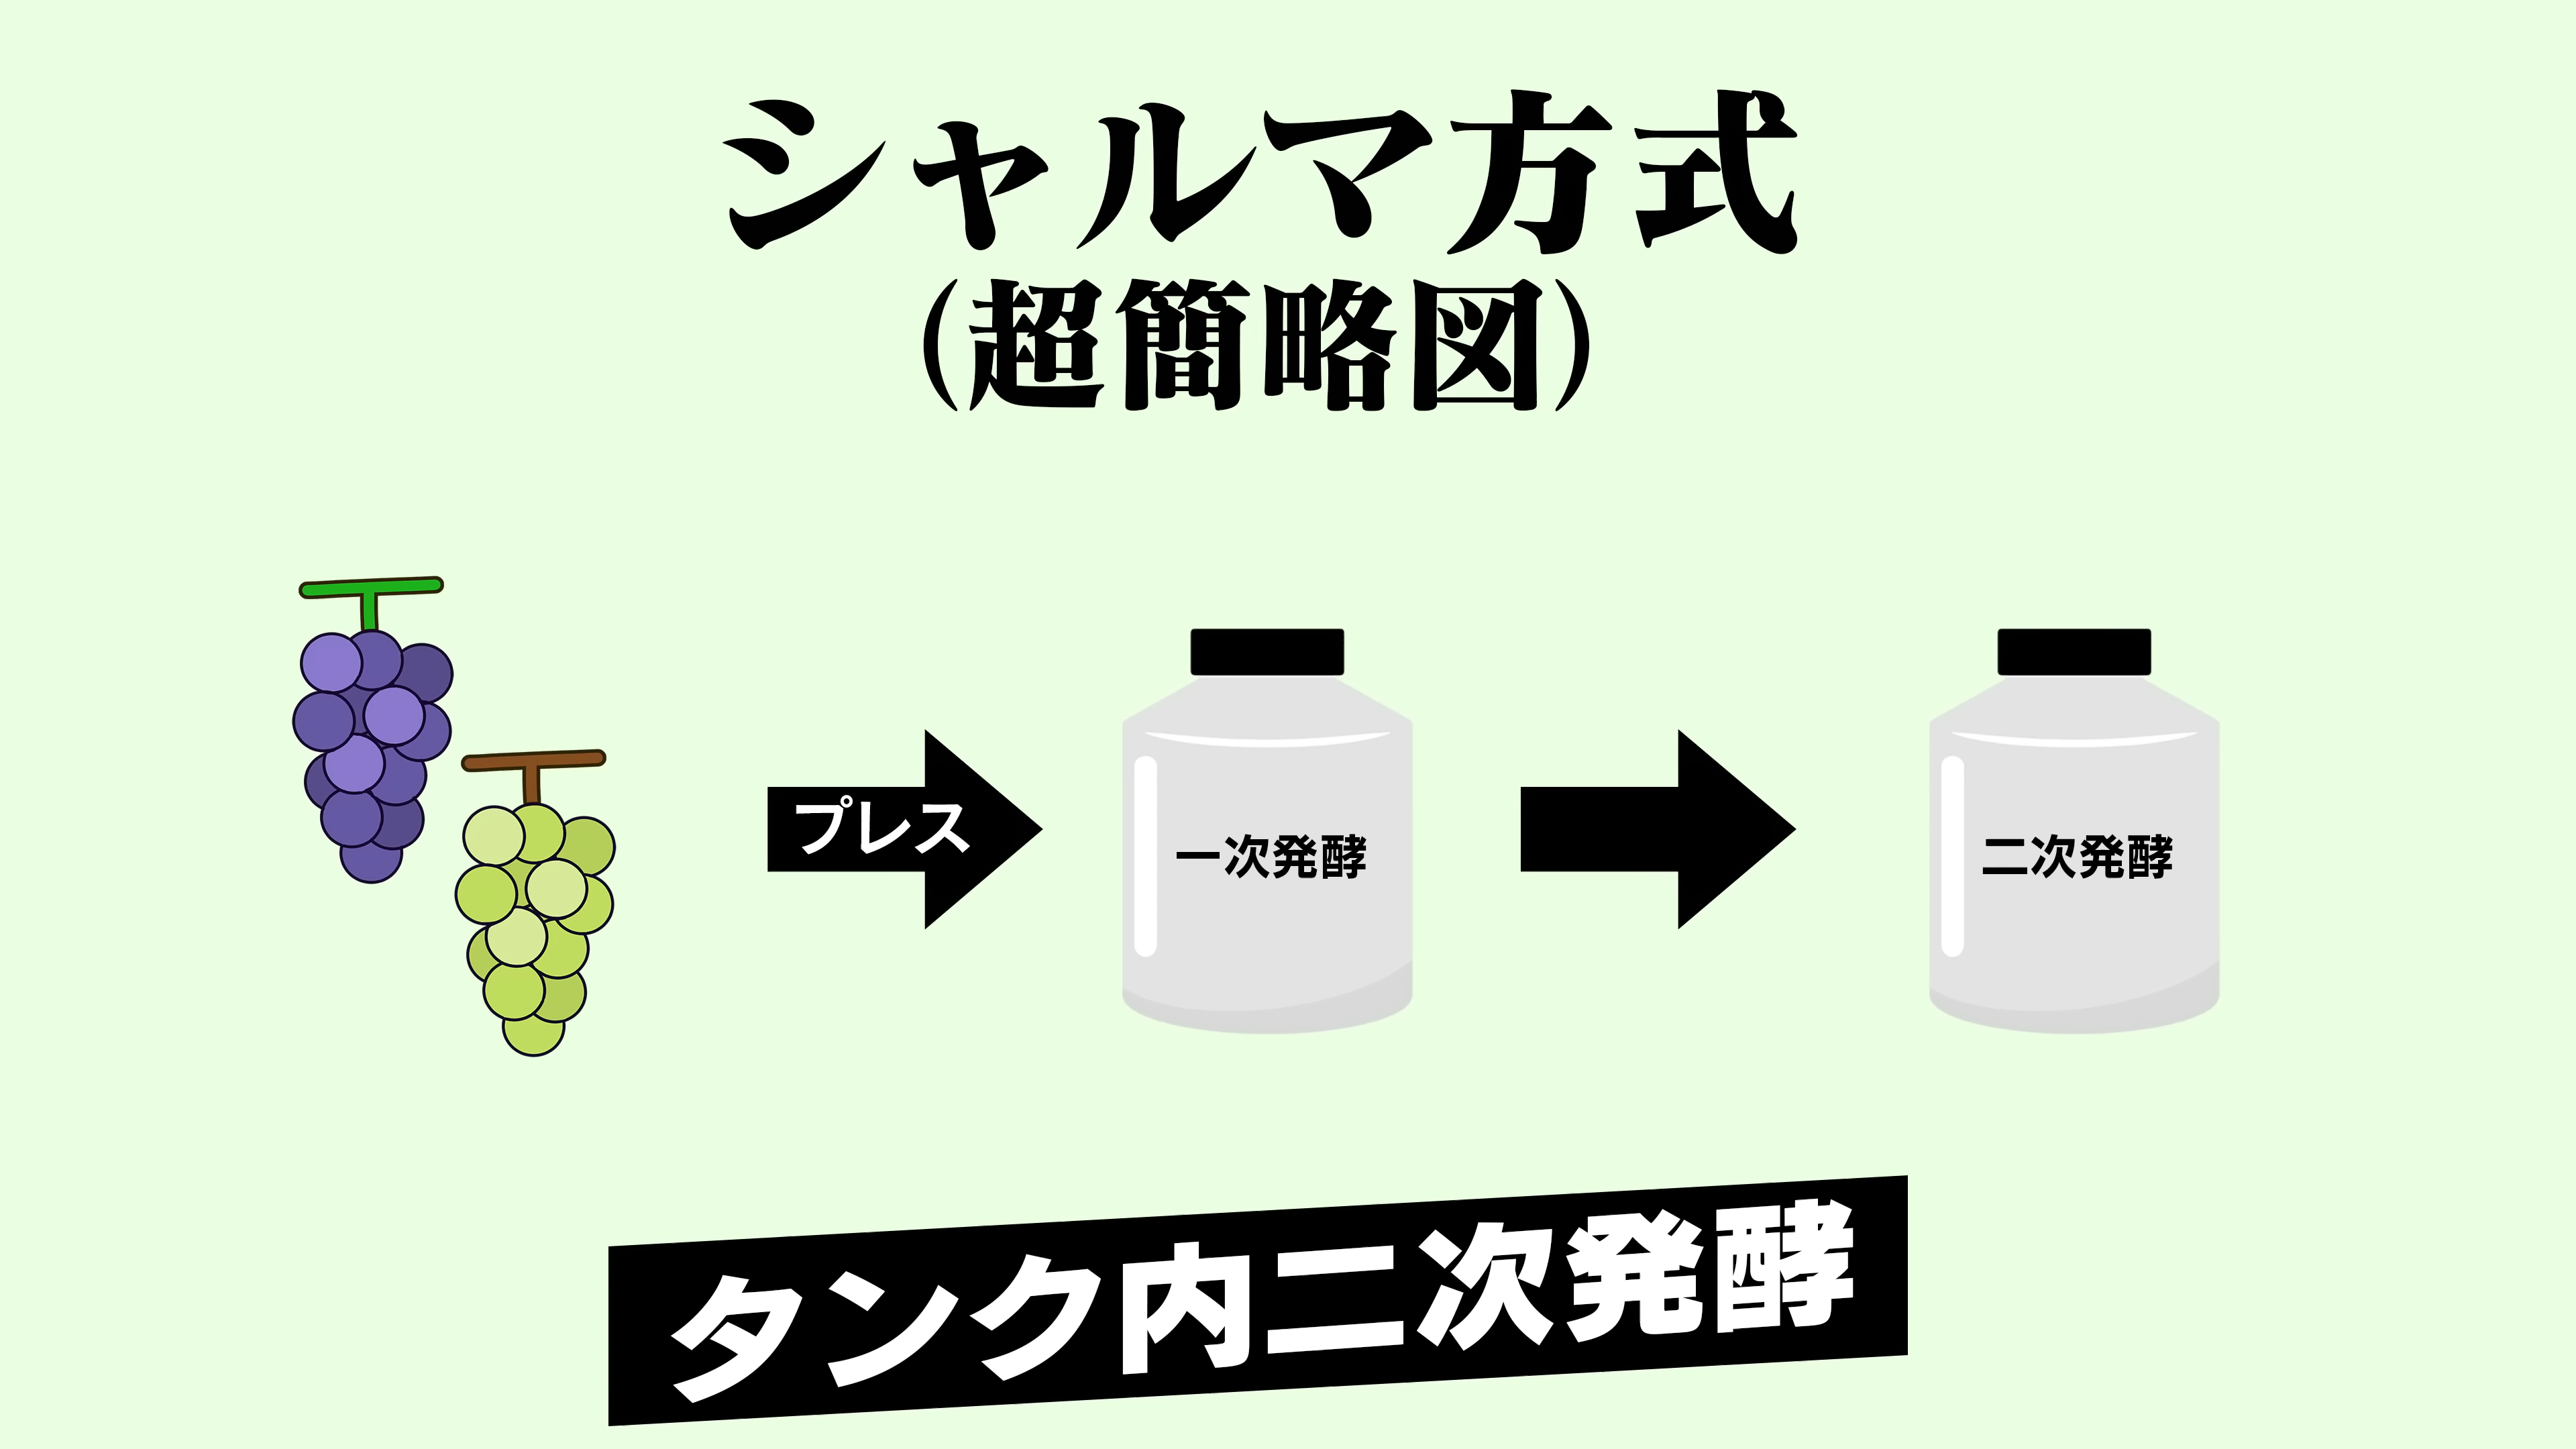 シャルマ方式
(超簡略図)
プレス
一次発酵
二次発酵
タンク内二次発酵